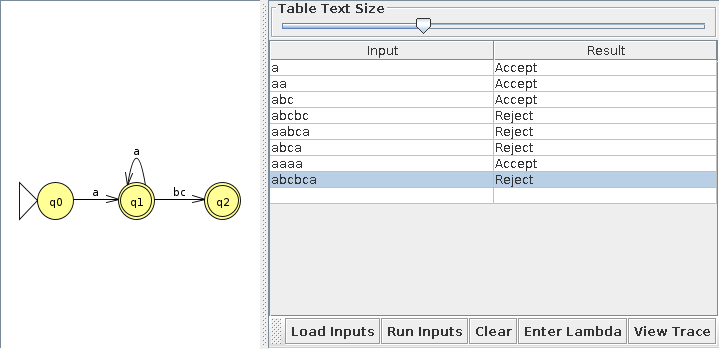 Table Text Size
Input Result
a Accept
aa Accept
abc Accept
abcbc Reject
aabca Reject
abca Reject
aaaa Accept
abcbca Reject
a
q0 a q1 bc q2
Load Inputs Run Inputs Clear Enter Lambda View Trace